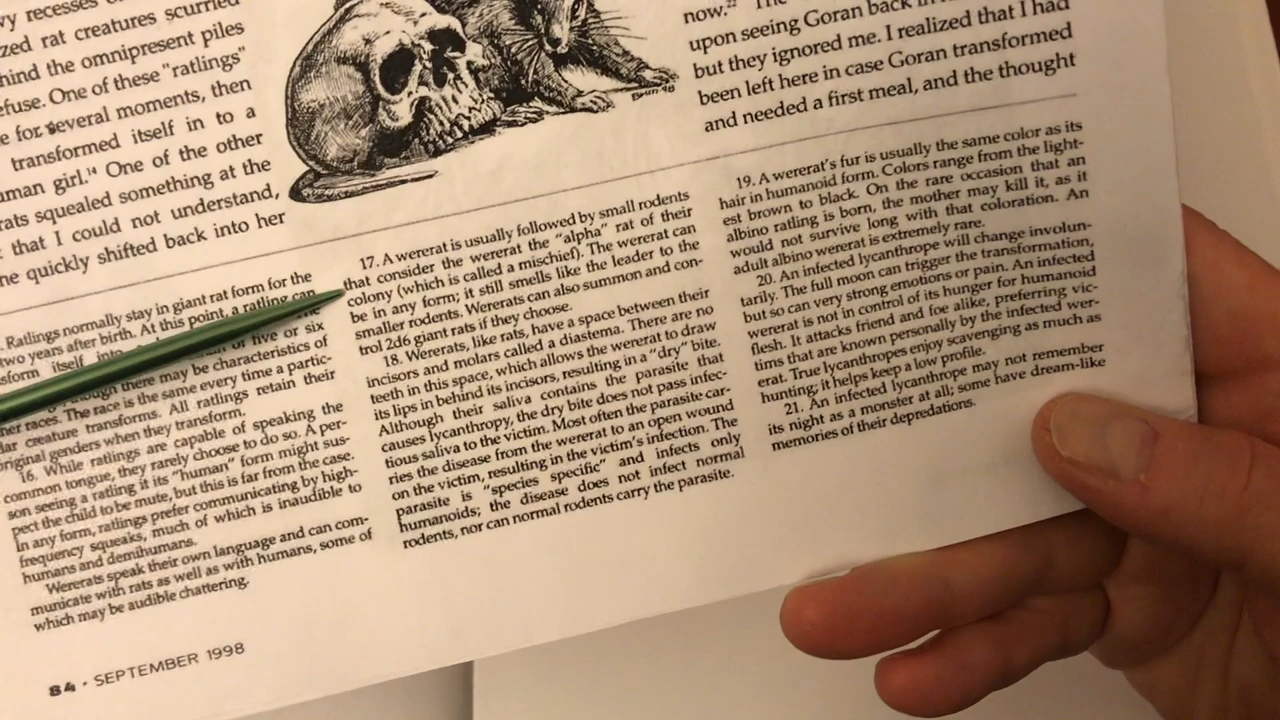 vy recesses
zed rat creatures scurried
hind the omnipresent piles
efuse. One of these "ratlings"
e for several moments, then
transformed itself in to a
uman girl.¹⁴ One of the other
rats squealed something at the
that I could not understand,
ne quickly shifted back into her
Brom 98
now.²²
upon seeing Goran back in
but they ignored me. I realized that I had
been left here in case Goran transformed
and needed a first meal, and the thought
. Ratlings normally stay in giant rat form for the
two years after birth. At this point, a ratling can
sform itself into
of five or six
though there may be characteristics of
her races. The race is the same every time a partic-
lar creature transforms. All ratlings retain their
original genders when they transform.
16. While ratlings are capable of speaking the
common tongue, they rarely choose to do so. A per-
son seeing a ratling it its "human" form might sus-
pect the child to be mute, but this is far from the case.
In any form, ratlings prefer communicating by high-
frequency squeaks, much of which is inaudible to
humans and demihumans.
Wererats speak their own language and can com-
municate with rats as well as with humans, some of
which may be audible chattering.
17. A wererat is usually followed by small rodents
that consider the wererat the "alpha" rat of their
colony (which is called a mischief). The wererat can
be in any form; it still smells like the leader to the
smaller rodents. Wererats can also summon and con-
trol 2d6 giant rats if they choose.
18. Wererats, like rats, have a space between their
incisors and molars called a diastema. There are no
teeth in this space, which allows the wererat to draw
its lips in behind its incisors, resulting in a "dry" bite.
Although their saliva contains the parasite that
causes lycanthropy, the dry bite does not pass infec-
tious saliva to the victim. Most often the parasite car-
ries the disease from the wererat to an open wound
on the victim, resulting in the victim's infection. The
parasite is "species specific" and infects only
humanoids; the disease does not infect normal
rodents, nor can normal rodents carry the parasite.
19. A wererat's fur is usually the same color as its
hair in humanoid form. Colors range from the light-
est brown to black. On the rare occasion that an
albino ratling is born, the mother may kill it, as it
would not survive long with that coloration. An
adult albino wererat is extremely rare.
20. An infected lycanthrope will change involun-
tarily. The full moon can trigger the transformation,
but so can very strong emotions or pain. An infected
wererat is not in control of its hunger for humanoid
flesh. It attacks friend and foe alike, preferring vic-
tims that are known personally by the infected wer-
erat. True lycanthropes enjoy scavenging as much as
hunting; it helps keep a low profile.
21. An infected lycanthrope may not remember
its night as a monster at all; some have dream-like
memories of their depredations.
84 • SEPTEMBER 1998